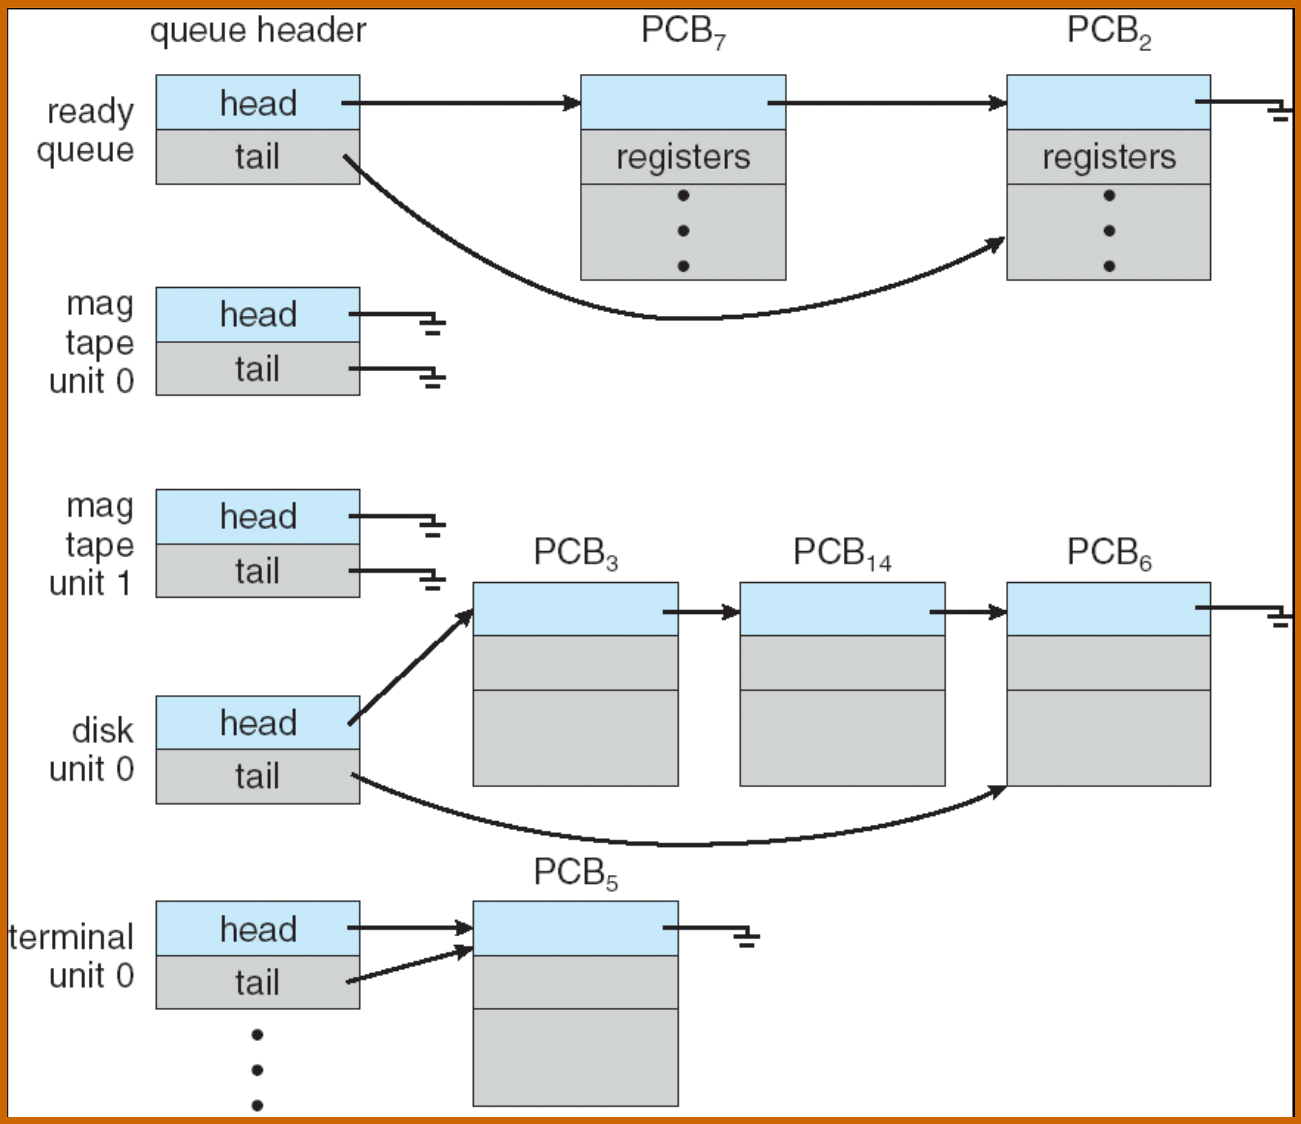 queue header
PCB₇
PCB₂
ready
queue
head
tail
registers
registers
mag
tape
unit 0
head
tail
mag
tape
unit 1
head
tail
PCB₃
PCB₁₄
PCB₆
disk
unit 0
head
tail
PCB₅
terminal
unit 0
head
tail